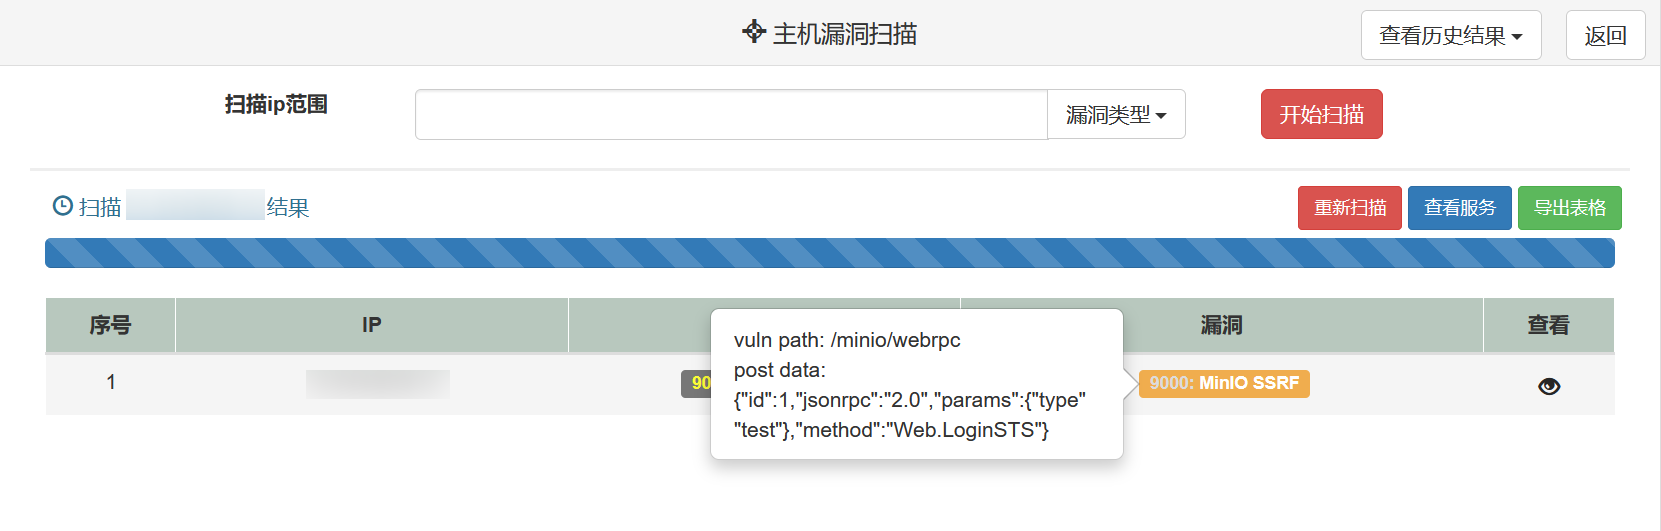 主机漏洞扫描
查看历史结果
返回
扫描ip范围
漏洞类型
开始扫描
扫描
结果
重新扫描
查看服务
导出表格
序号
IP
漏洞
查看
1
90
vuln path: /minio/webrpc
post data:
{"id":1,"jsonrpc":"2.0","params":{"type"
"test"},"method":"Web.LoginSTS"}
9000: MinIO SSRF